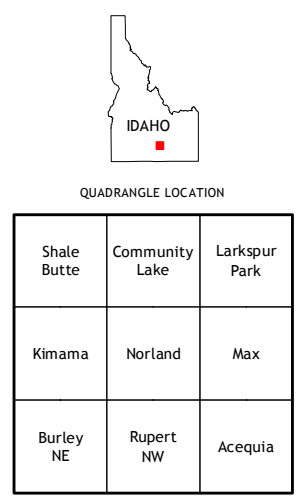 IDAHO
QUADRANGLE LOCATION
Shale
Butte
Community
Lake
Larkspur
Park
Kimama
Norland
Max
Burley
NE
Rupert
NW
Acequia